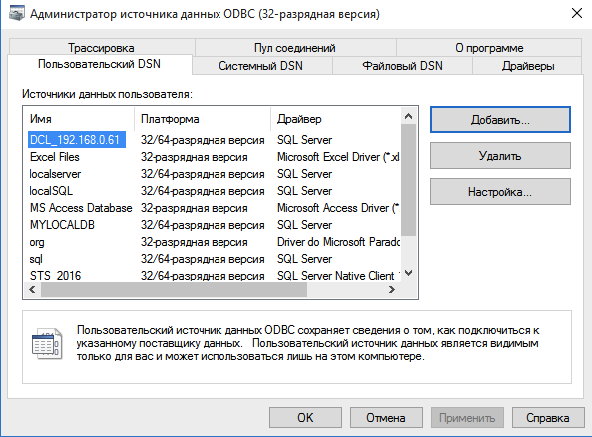 Администратор источника данных ODBC (32-разрядная версия)
Трассировка Пул соединений О программе
Пользовательский DSN Системный DSN Файловый DSN Драйверы
Источники данных пользователя:
Имя Платформа Драйвер
DCL_192.168.0.61 32/64-разрядная версия SQL Server
Excel Files 32-разрядная версия Microsoft Excel Driver (*.xl
localserver 32/64-разрядная версия SQL Server
localSQL 32/64-разрядная версия SQL Server
MS Access Database 32-разрядная версия Microsoft Access Driver (*
MYLOCALDB 32/64-разрядная версия SQL Server
org 32-разрядная версия Driver do Microsoft Parado
sql 32/64-разрядная версия SQL Server
STS_2016 32/64-разрядная версия SQL Server Native Client
Добавить...
Удалить
Настройка...
Пользовательский источник данных ODBC сохраняет сведения о том, как подключиться к
указанному поставщику данных. Пользовательский источник данных является видимым
только для вас и может использоваться лишь на этом компьютере.
OK Отмена Применить Справка